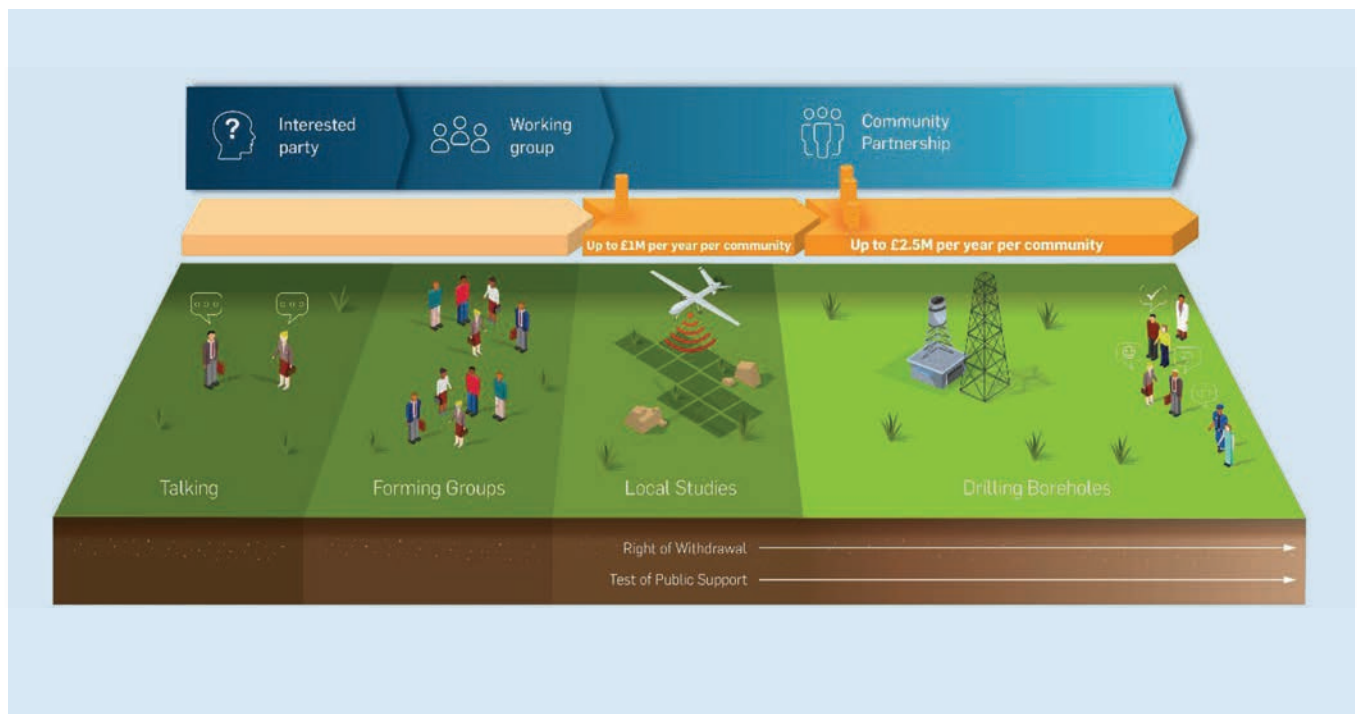 ?
Interested
party
Working
group
Community
Partnership
Up to £1M per year per community
Up to £2.5M per year per community
Talking
Forming Groups
Local Studies
Drilling Boreholes
Right of Withdrawal
Test of Public Support